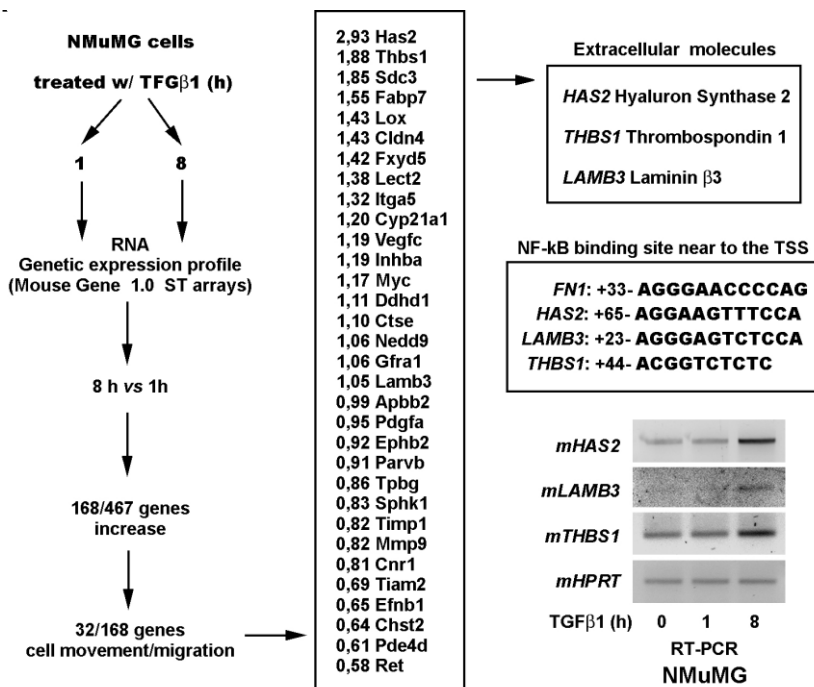 NMuMG cells
treated w/ TFGβ1 (h)
1 8
RNA
Genetic expression profile
(Mouse Gene 1.0 ST arrays)
8 h vs 1h
168/467 genes
increase
32/168 genes
cell movement/migration
2,93 Has2
1,88 Thbs1
1,85 Sdc3
1,55 Fabp7
1,43 Lox
1,43 Cldn4
1,42 Fxyd5
1,38 Lect2
1,32 Itga5
1,20 Cyp21a1
1,19 Vegfc
1,19 Inhba
1,17 Myc
1,11 Ddhd1
1,10 Ctse
1,06 Nedd9
1,06 Gfra1
1,05 Lamb3
0,99 Apbb2
0,95 Pdgfa
0,92 Ephb2
0,91 Parvb
0,86 Tpbg
0,83 Sphk1
0,82 Timp1
0,82 Mmp9
0,81 Cnr1
0,69 Tiam2
0,65 Efnb1
0,64 Chst2
0,61 Pde4d
0,58 Ret
Extracellular molecules
HAS2 Hyaluron Synthase 2
THBS1 Thrombospondin 1
LAMB3 Laminin β3
NF-kB binding site near to the TSS
FN1: +33- AGGGAACCCCAG
HAS2: +65- AGGAAGTTTCCA
LAMB3: +23- AGGGAGTCTCCA
THBS1: +44- ACGGTCTCTC
mHAS2
mLAMB3
mTHBS1
mHPRT
TGFβ1 (h) 0 1 8
RT-PCR
NMuMG